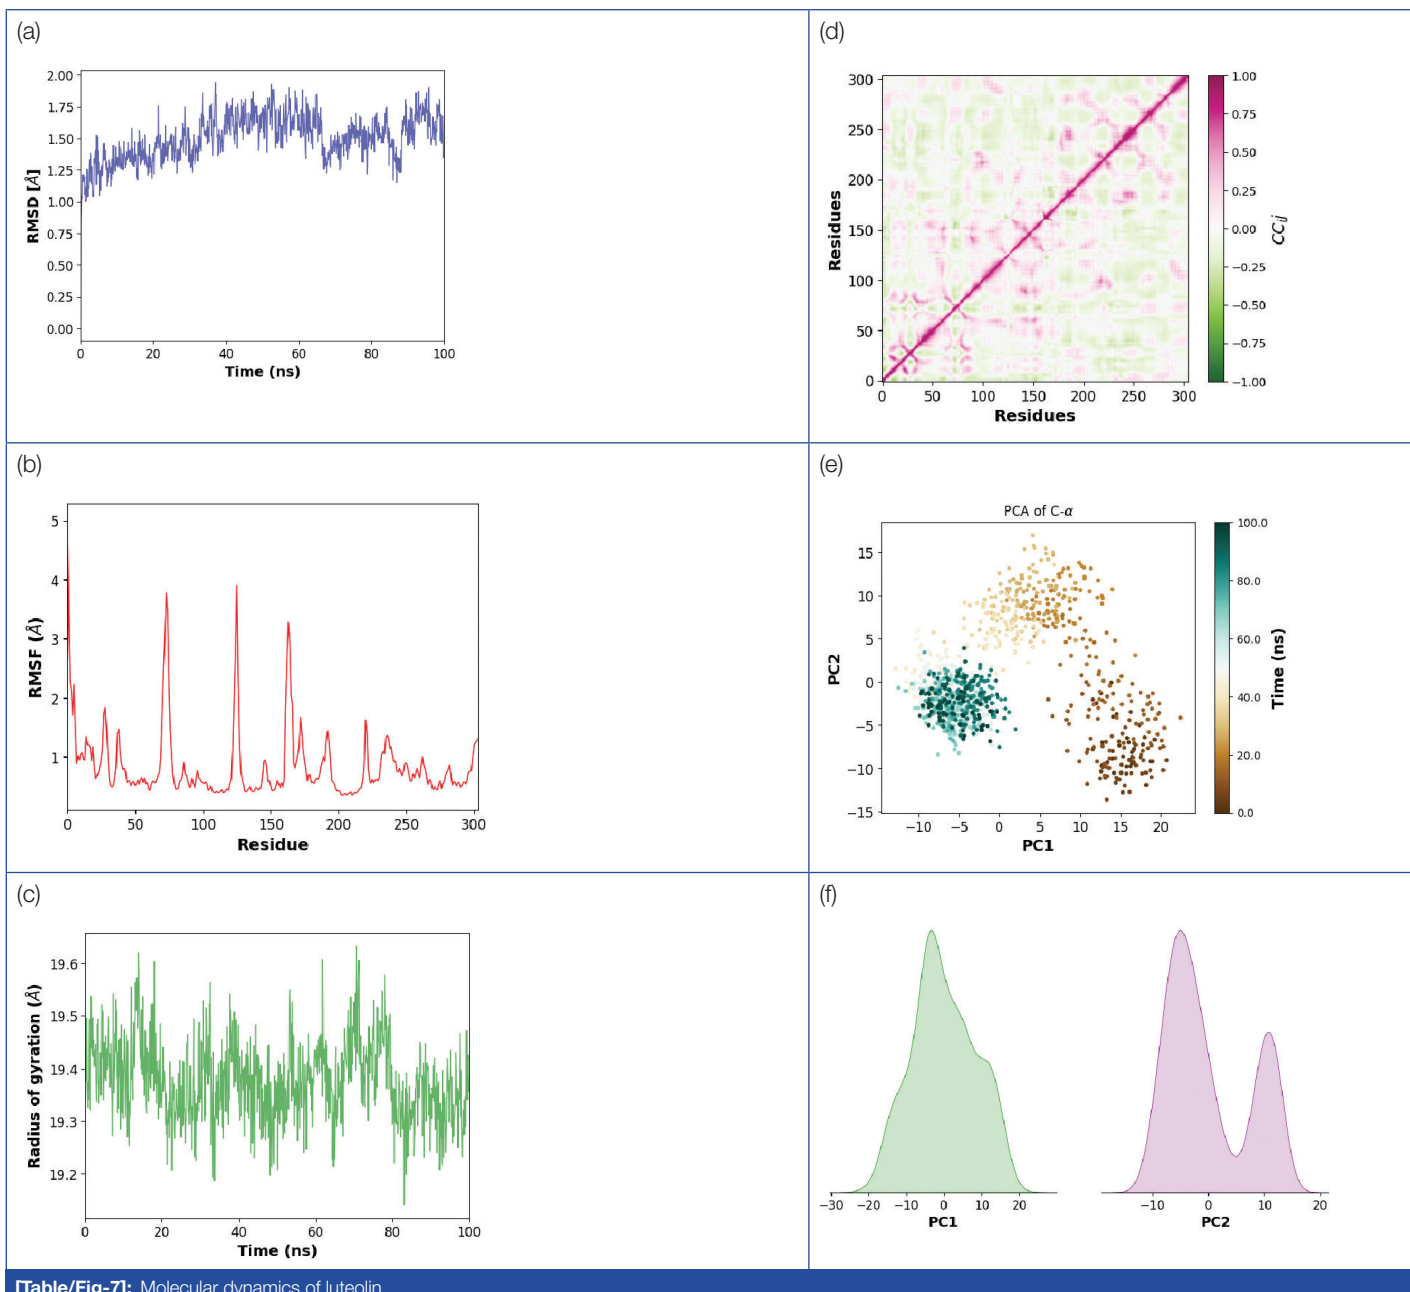 (a)
2.00
1.75
1.50
1.25
1.00
0.75
0.50
0.25
0.00
RMSD [Å]
0 20 40 60 80 100
Time (ns)
(d)
300
250
200
150
100
50
0
Residues
0 50 100 150 200 250 300
Residues
1.00
0.75
0.50
0.25
0.00
−0.25
−0.50
−0.75
−1.00
CCij
(b)
5
4
3
2
1
RMSF (Å)
0 50 100 150 200 250 300
Residue
(e)
PCA of C-α
15
10
5
0
−5
−10
−15
PC2
−10 −5 0 5 10 15 20
PC1
100.0
80.0
60.0
40.0
20.0
0.0
Time (ns)
(c)
19.6
19.5
19.4
19.3
19.2
Radius of gyration (Å)
0 20 40 60 80 100
Time (ns)
(f)
−30 −20 −10 0 10 20
PC1
−10 0 10 20
PC2
[Table/Fig-7]: Molecular dynamics of luteolin